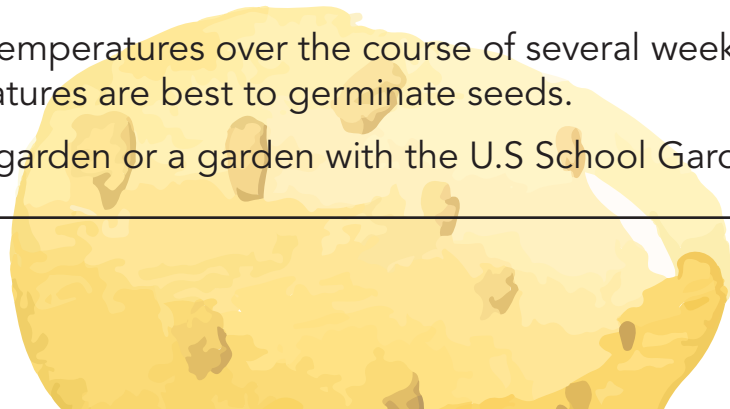 emperatures over the course of several week
atures are best to germinate seeds.
garden or a garden with the U.S School Gard